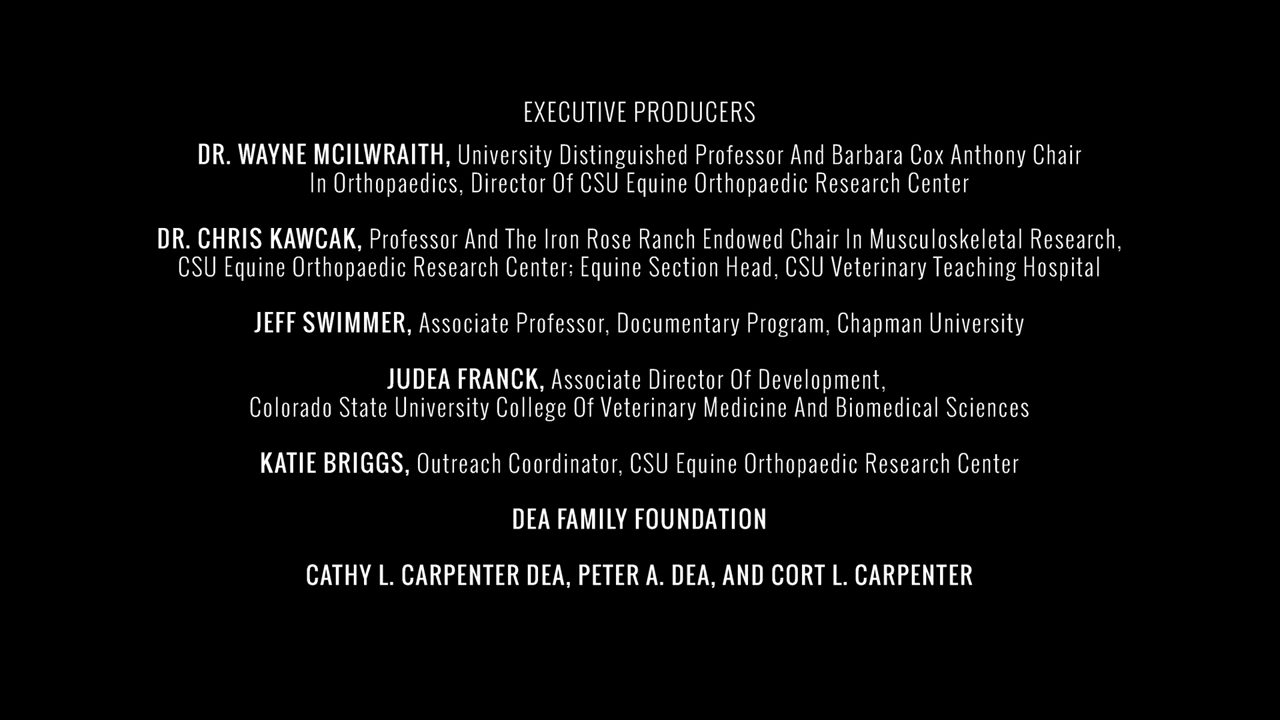 EXECUTIVE PRODUCERS
DR. WAYNE MCILWRAITH, University Distinguished Professor And Barbara Cox Anthony Chair
In Orthopaedics, Director Of CSU Equine Orthopaedic Research Center
DR. CHRIS KAWCAK, Professor And The Iron Rose Ranch Endowed Chair In Musculoskeletal Research,
CSU Equine Orthopaedic Research Center; Equine Section Head, CSU Veterinary Teaching Hospital
JEFF SWIMMER, Associate Professor, Documentary Program, Chapman University
JUDEA FRANCK, Associate Director Of Development,
Colorado State University College Of Veterinary Medicine And Biomedical Sciences
KATIE BRIGGS, Outreach Coordinator, CSU Equine Orthopaedic Research Center
DEA FAMILY FOUNDATION
CATHY L. CARPENTER DEA, PETER A. DEA, AND CORT L. CARPENTER